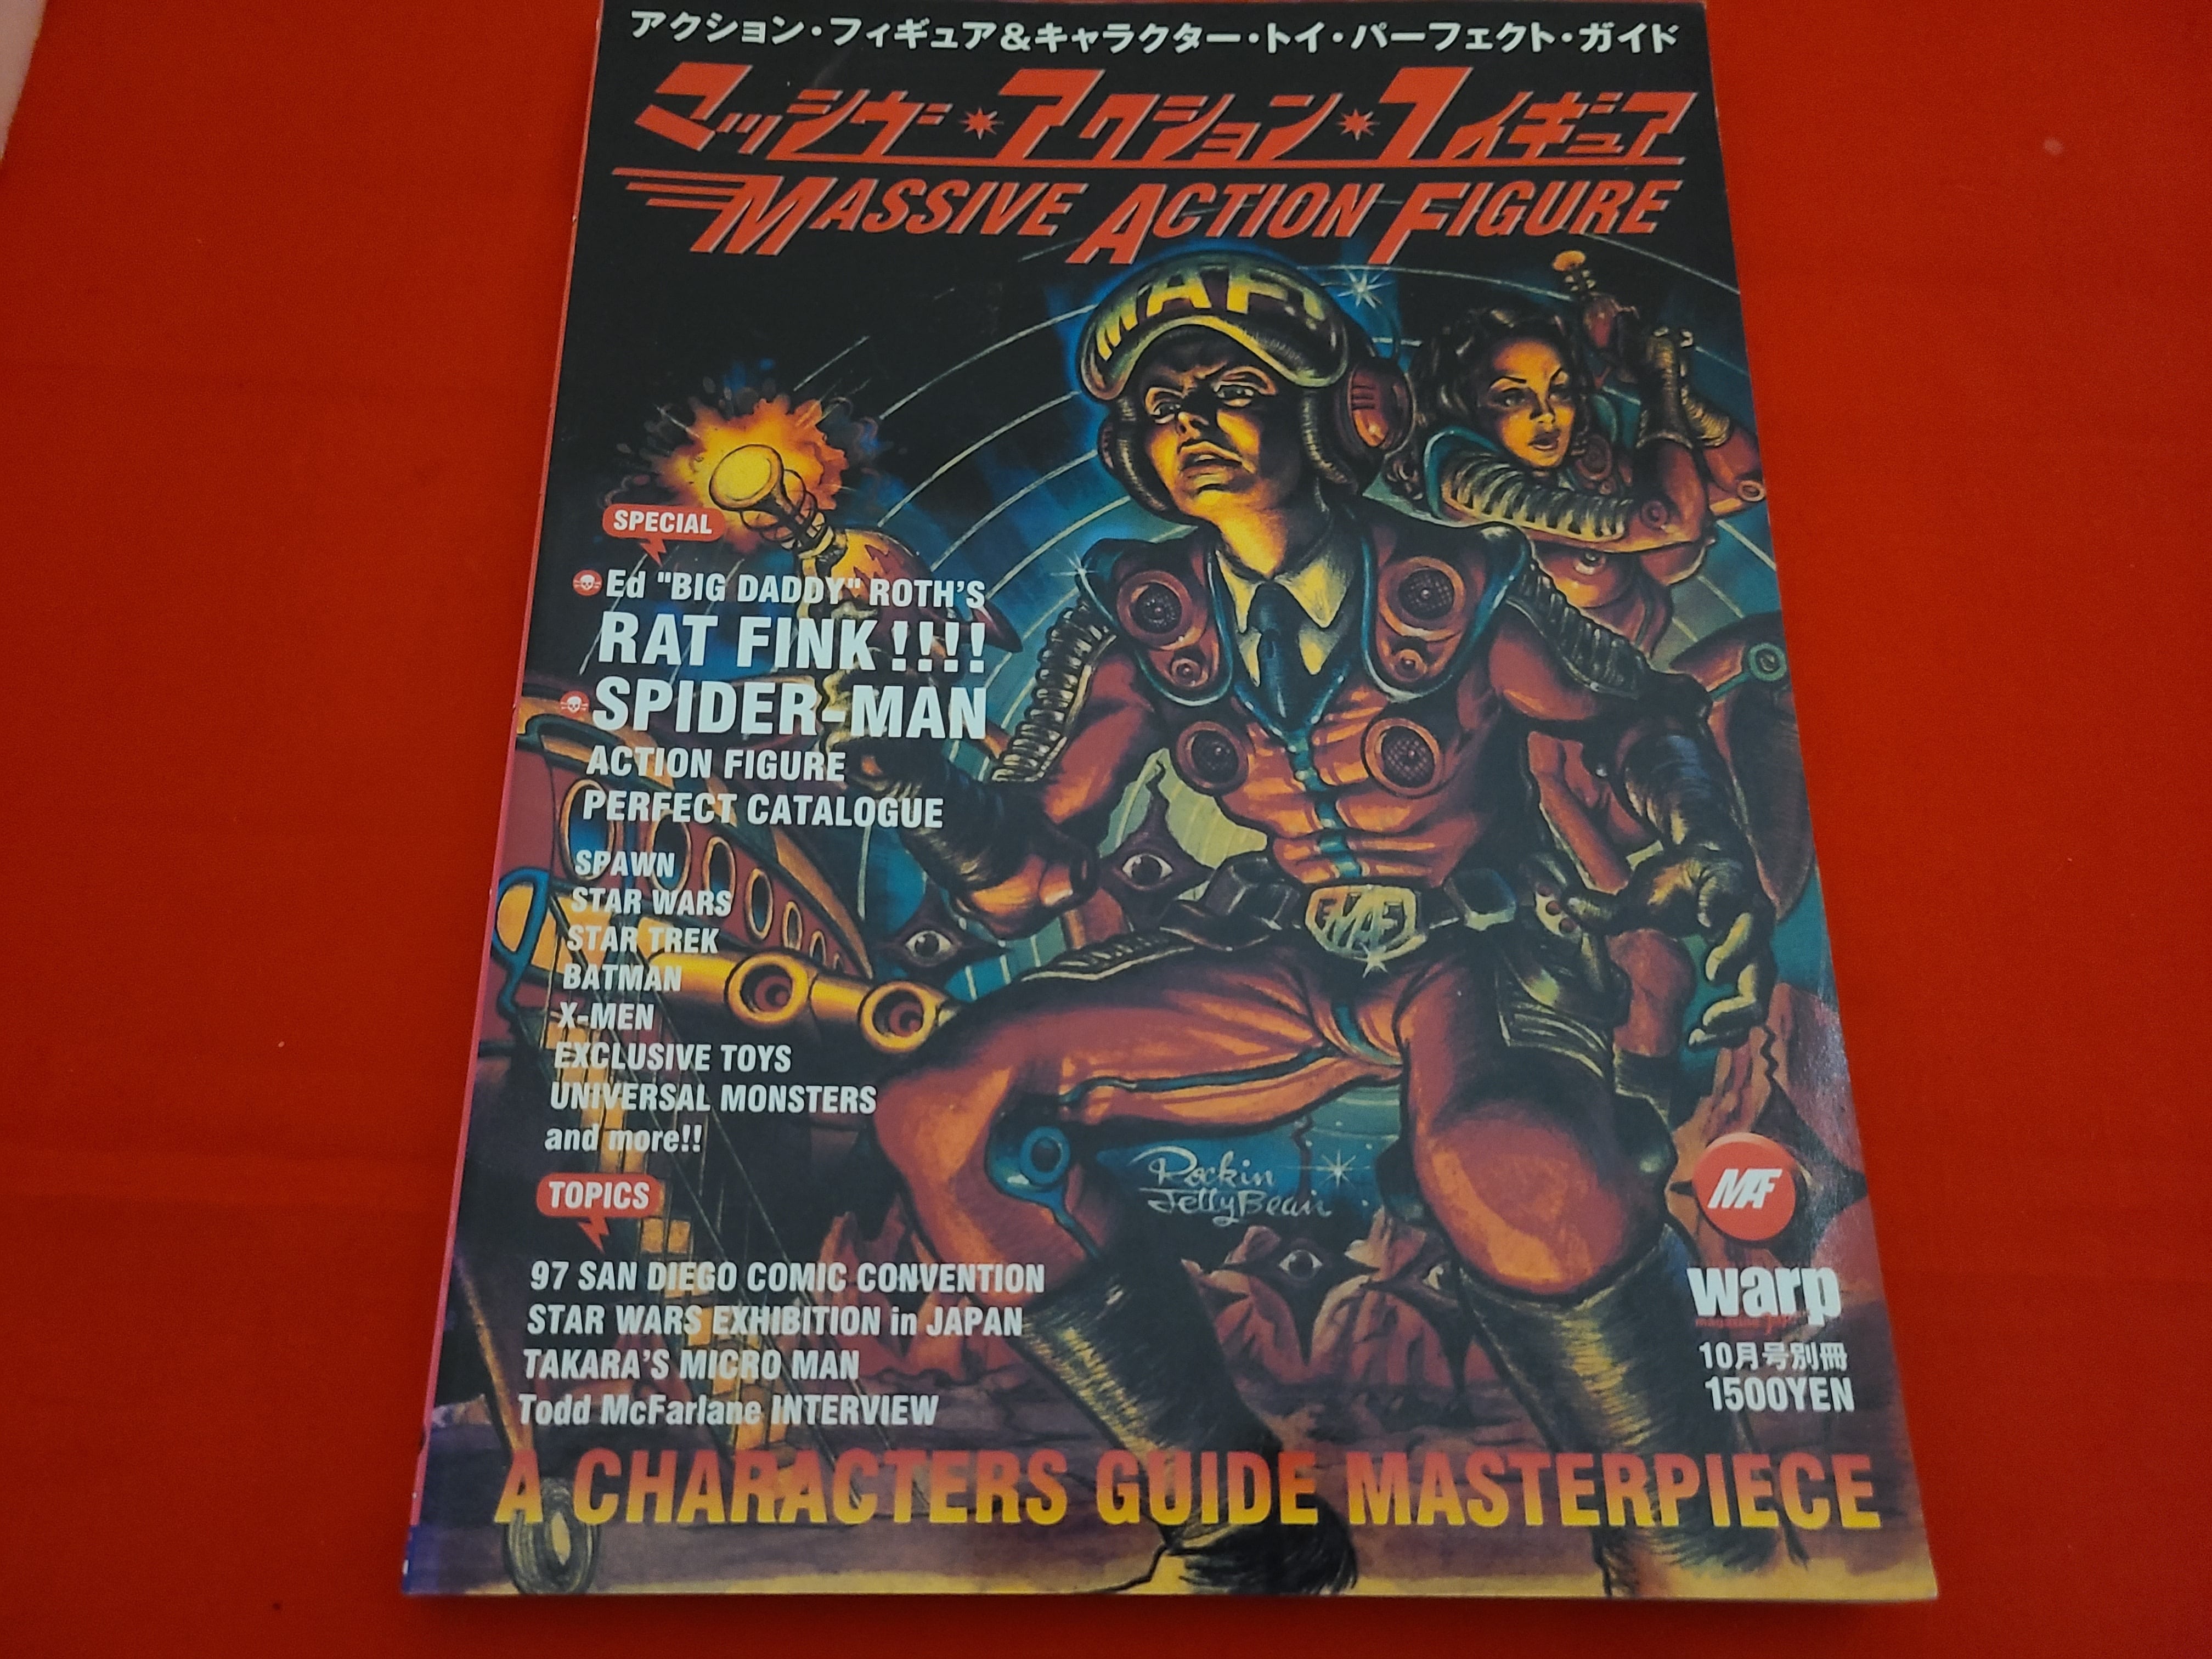 アクション・フィギュア&キャラクター・トイ・パーフェクト・ガイド
マッシヴ・アクション・フィギュア
MASSIVE ACTION FIGURE
MAF!
SPECIAL
Ed "BIG DADDY" ROTH'S
RAT FINK!!!!
SPIDER-MAN
ACTION FIGURE
PERFECT CATALOGUE
SPAWN
STAR WARS
STAR TREK
BATMAN
X-MEN
EXCLUSIVE TOYS
UNIVERSAL MONSTERS
and more!!
MAF
Rockin
JellyBean
TOPICS
97 SAN DIEGO COMIC CONVENTION
STAR WARS EXHIBITION in JAPAN
TAKARA'S MICRO MAN
Todd McFarlane INTERVIEW
MAF
warp
magazine
10月号別冊
1500YEN
A CHARACTERS GUIDE MASTERPIECE